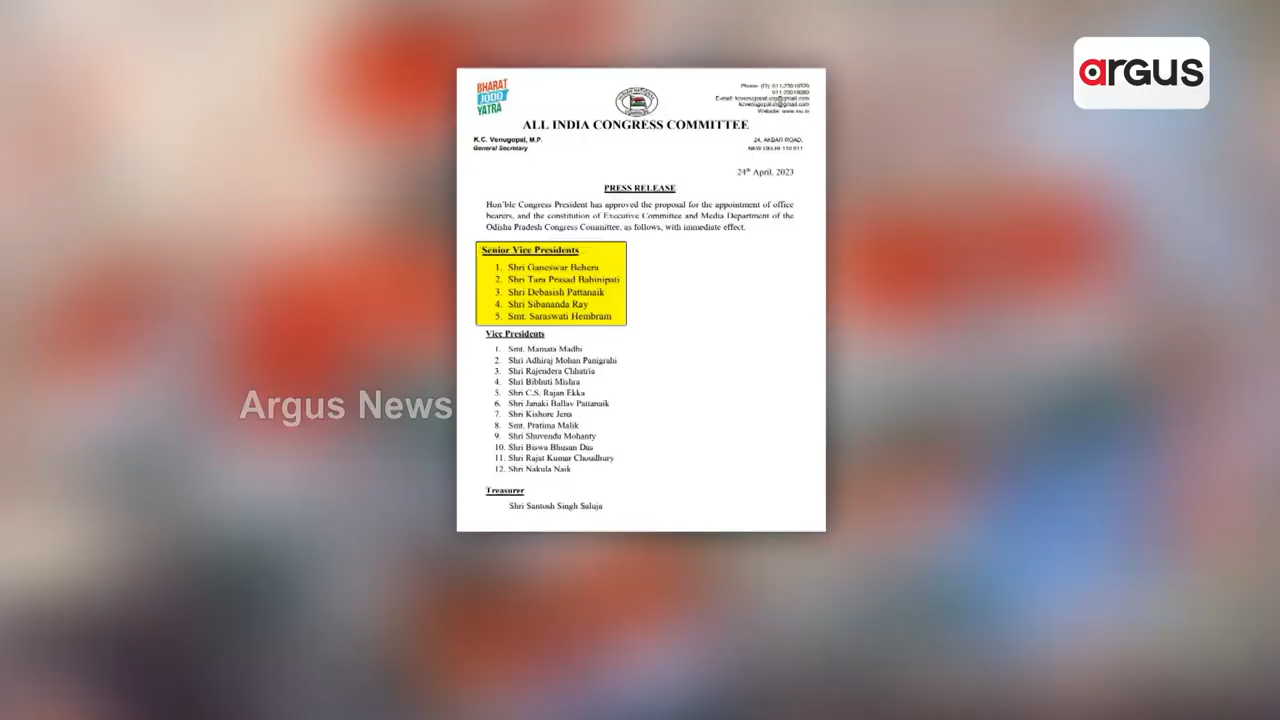 argus
BHARAT
JODO
YATRA
ALL INDIA CONGRESS COMMITTEE
K.C. Venugopal, M.P.
General Secretary
24, AKBAR ROAD,
NEW DELHI 110 011
24th April, 2023
PRESS RELEASE
Hon'ble Congress President has approved the proposal for the appointment of office
bearers, and the constitution of Executive Committee and Media Department of the
Odisha Pradesh Congress Committee, as follows, with immediate effect.
Senior Vice Presidents
1. Shri Ganeswar Behera
2. Shri Tara Prasad Bahinipati
3. Shri Debasish Pattanaik
4. Shri Sibananda Ray
5. Smt. Saraswati Hembram
Vice Presidents
1. Smt. Mamata Madhi
2. Shri Adhiraj Mohan Panigrahi
3. Shri Rajendera Chhatria
4. Shri Bibhuti Mishra
5. Shri C.S. Rajan Ekka
6. Shri Janaki Ballav Pattanaik
7. Shri Kishore Jena
8. Smt. Pratima Malik
9. Shri Shuvendu Mohanty
10. Shri Biswa Bhusan Das
11. Shri Rajat Kumar Choudhury
12. Shri Nakula Naik
Treasurer
Shri Santosh Singh Saluja
Argus News